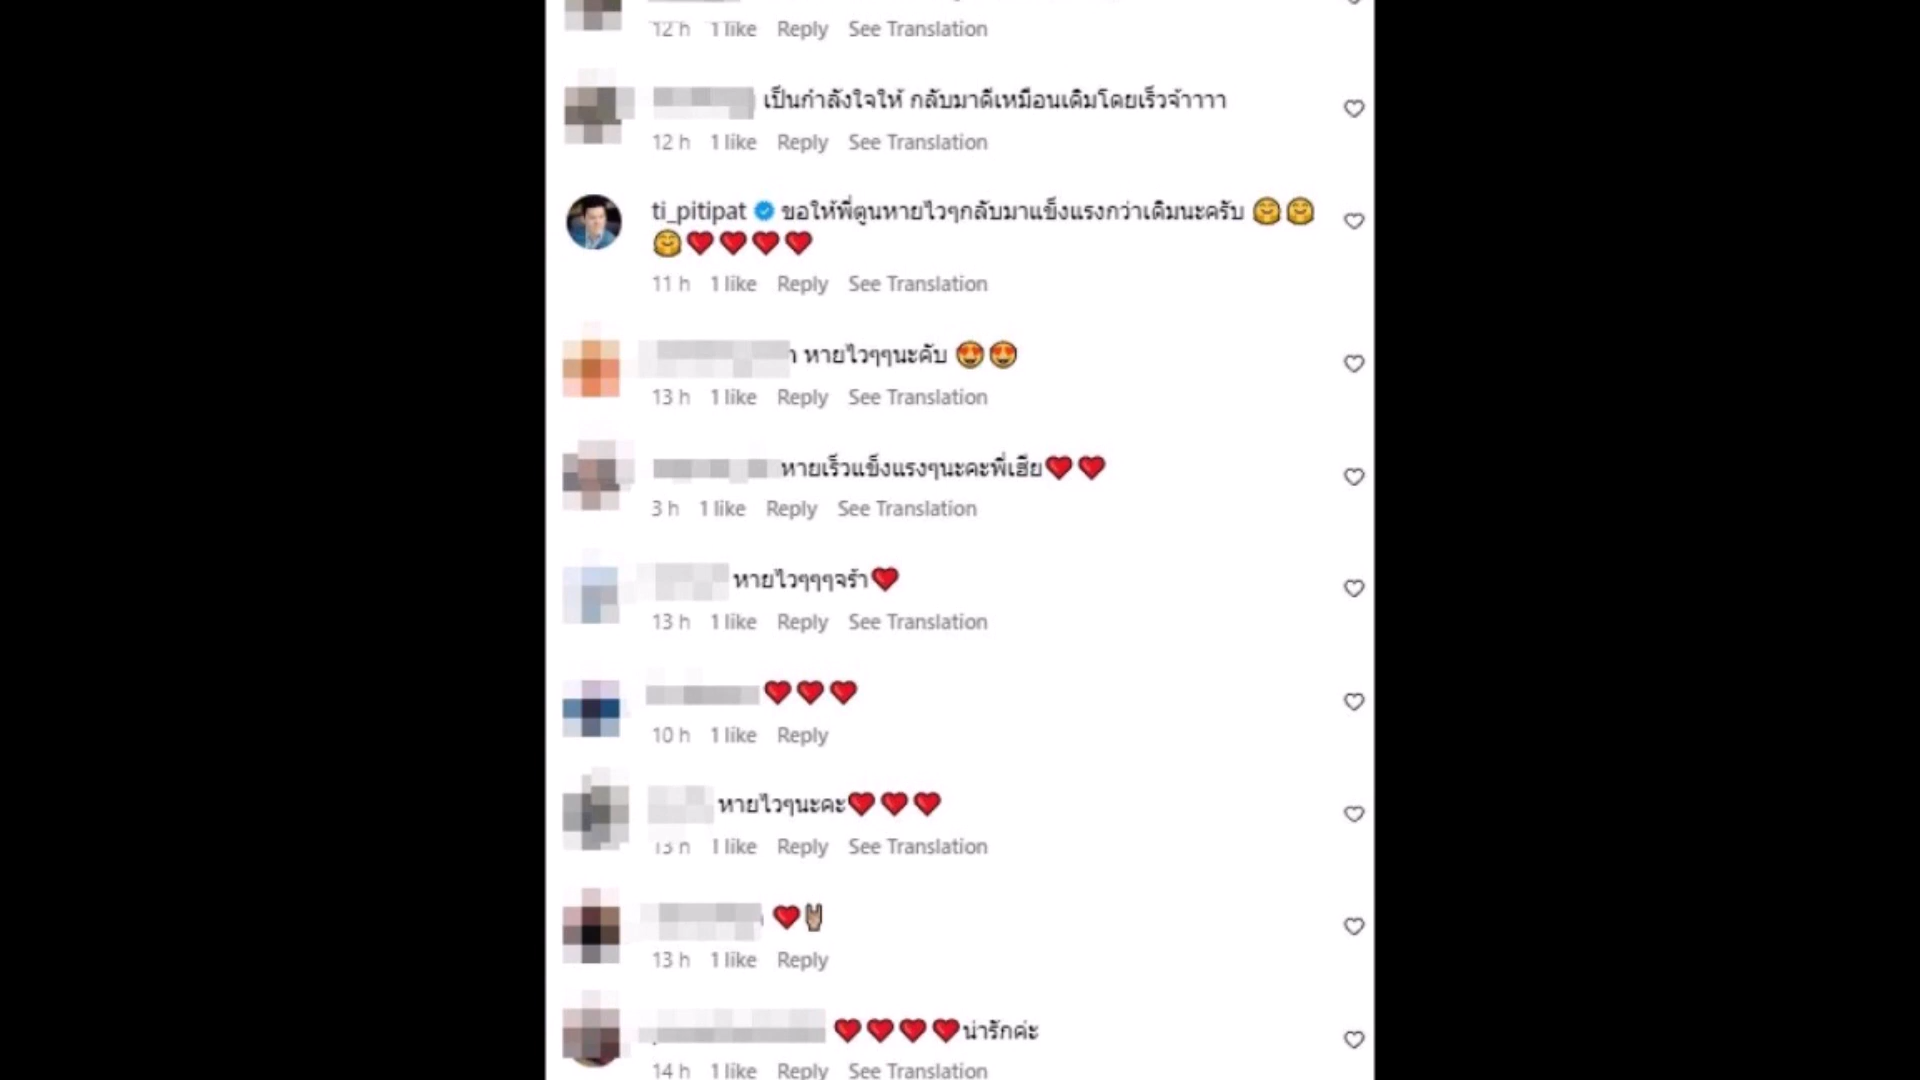 12 h 1 like Reply See Translation
เป็นกำลังใจให้ กลับมาดีเหมือนเดิมโดยเร็วจ้าาาา
12 h 1 like Reply See Translation
ti_pitipat ขอให้พี่ตูนหายไวๆกลับมาแข็งแรงกว่าเดิมนะครับ 🤗🤗
🤗❤️❤️❤️❤️
11 h 1 like Reply See Translation
หายไวๆๆนะคับ 😍😍
13 h 1 like Reply See Translation
หายเร็วแข็งแรงๆนะคะพี่เฮีย❤️❤️
3 h 1 like Reply See Translation
หายไวๆๆๆจร้า❤️
13 h 1 like Reply See Translation
❤️❤️❤️
10 h 1 like Reply
หายไวๆนะคะ❤️❤️❤️
13 h 1 like Reply See Translation
❤️🤘🏼
13 h 1 like Reply
❤️❤️❤️❤️น่ารักค่ะ
14 h 1 like Reply See Translation